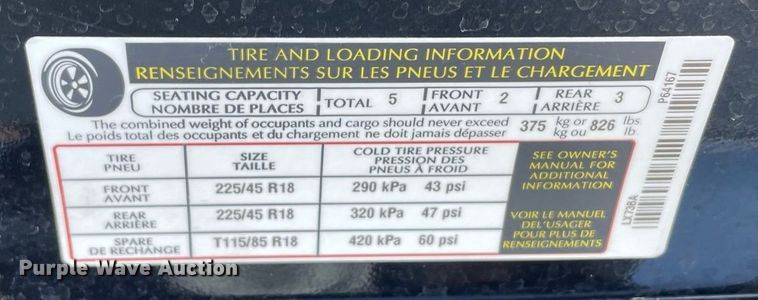 TIRE AND LOADING INFORMATION
RENSEIGNEMENTS SUR LES PNEUS ET LE CHARGEMENT
SEATING CAPACITY
NOMBRE DE PLACES
TOTAL 5
FRONT
AVANT 2
REAR
ARRIÈRE 3
The combined weight of occupants and cargo should never exceed 375 kg or 826 lbs
Le poids total des occupants et du chargement ne doit jamais dépasser kg ou lb
TIRE
PNEU
SIZE
TAILLE
COLD TIRE PRESSURE
PRESSION DES
PNEUS À FROID
FRONT
AVANT
225/45 R18
290 kPa 43 psi
REAR
ARRIÈRE
225/45 R18
320 kPa 47 psi
SPARE
DE RECHANGE
T115/85 R18
420 kPa 60 psi
SEE OWNER'S
MANUAL FOR
ADDITIONAL
INFORMATION
VOIR LE MANUEL
DEL'USAGER
POUR PLUS DE
RENSEIGNEMENTS
P64167
LX73BA
Purple Wave Auction